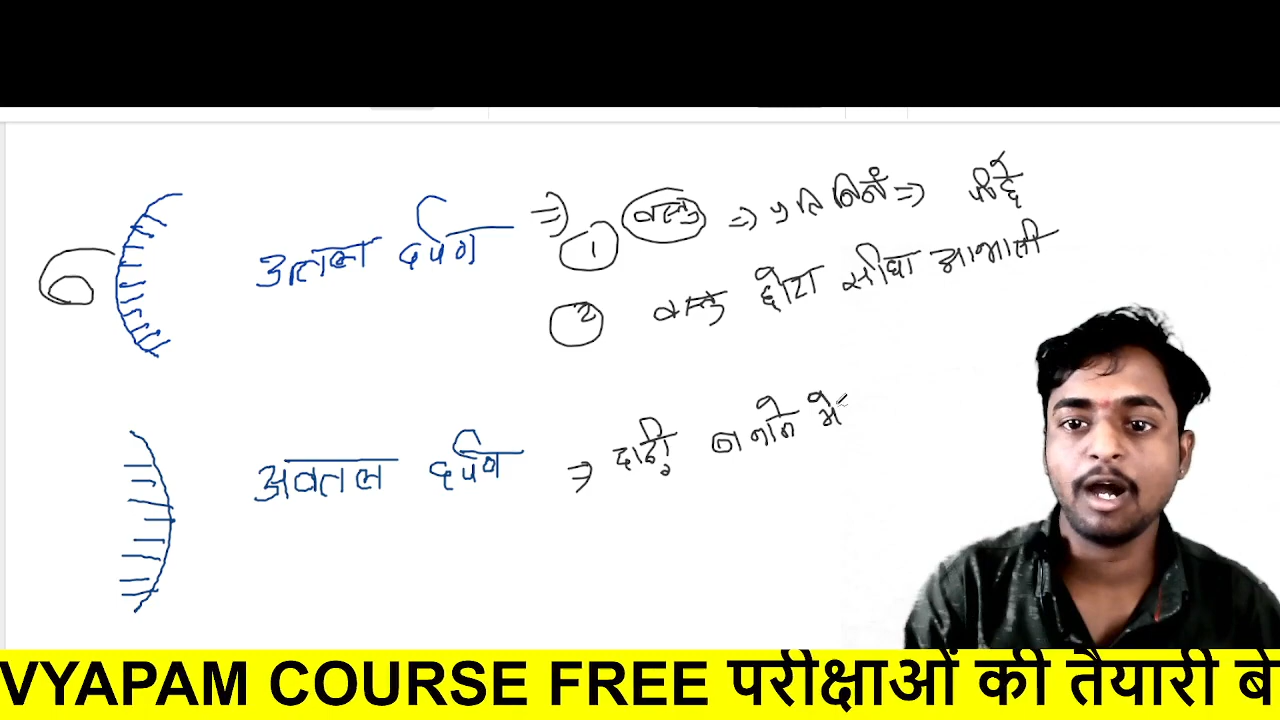 उत्तल दर्पण ⇒ 1 वस्तु ⇒ प्रतिबिंब ⇒ पीछे
2 वस्तु छोटा सीधा आभासी
अवतल दर्पण ⇒ दाढ़ी बनाने में
VYAPAM COURSE FREE परीक्षाओं की तैयारी बे